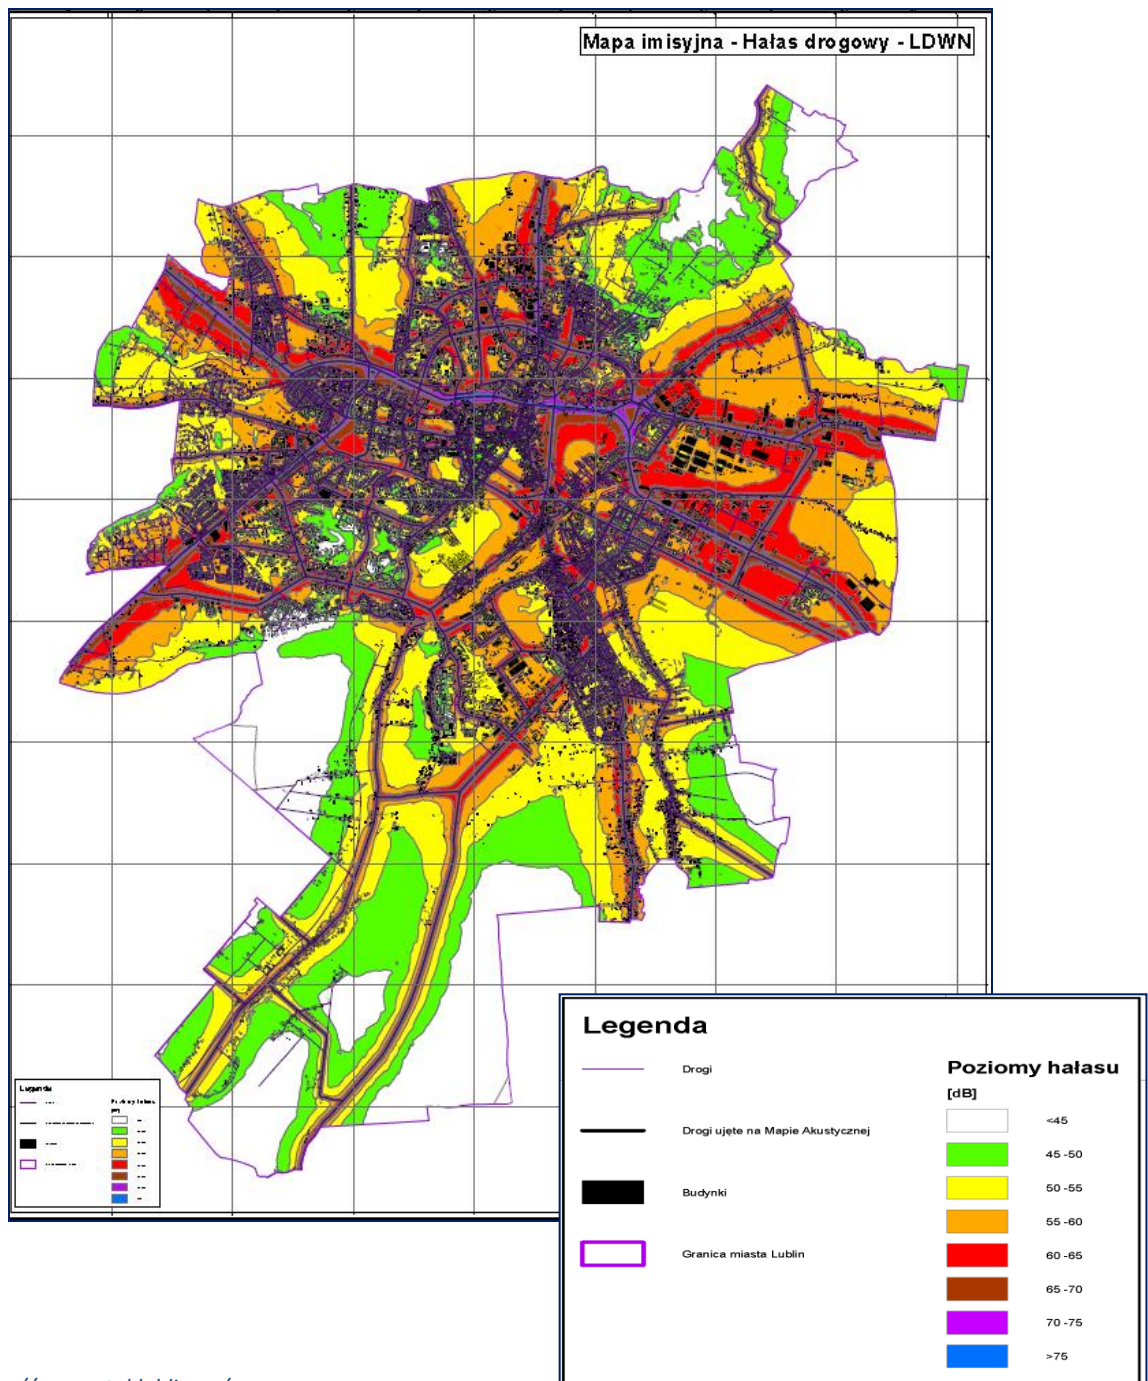 Mapa imisyjna - Hałas drogowy - LDWN
Legenda
Legenda
Drogi
Drogi ujęte na Mapie Akustycznej
Budynki
Granica miasta Lublin
Poziomy hałasu
[dB]
<45
45 -50
50 -55
55 -60
60 -65
65 -70
70 -75
>75